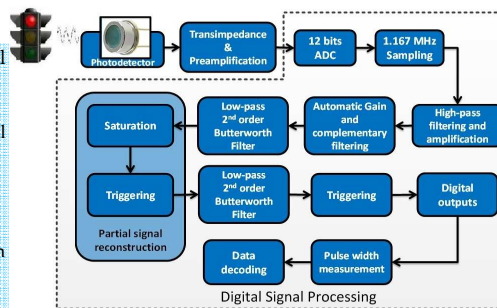 Photodetector
Transimpedance
&
Preamplification
12 bits
ADC
1.167 MHz
Sampling
High-pass
filtering and
amplification
Automatic Gain
and
complementary
filtering
Low-pass
2nd order
Butterworth
Filter
Saturation
Triggering
Partial signal
reconstruction
Low-pass
2nd order
Butterworth
Filter
Triggering
Digital
outputs
Pulse width
measurement
Data
decoding
Digital Signal Processing